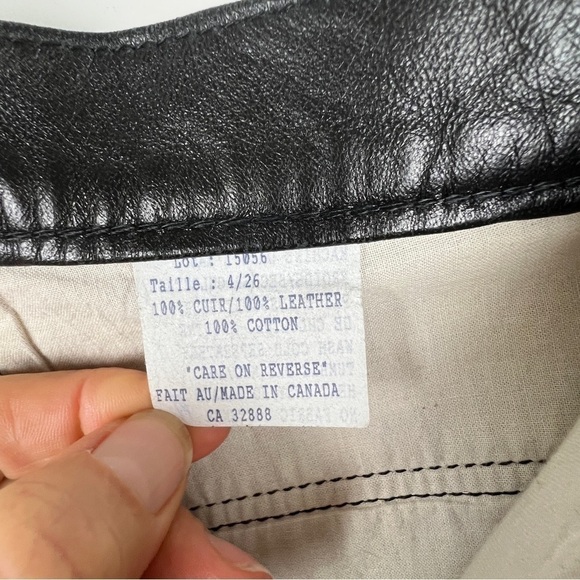 Lot : 15056
Taille : 4/26
100% CUIR/100% LEATHER
100% COTTON
"CARE ON REVERSE"
FAIT AU/MADE IN CANADA
CA 32888